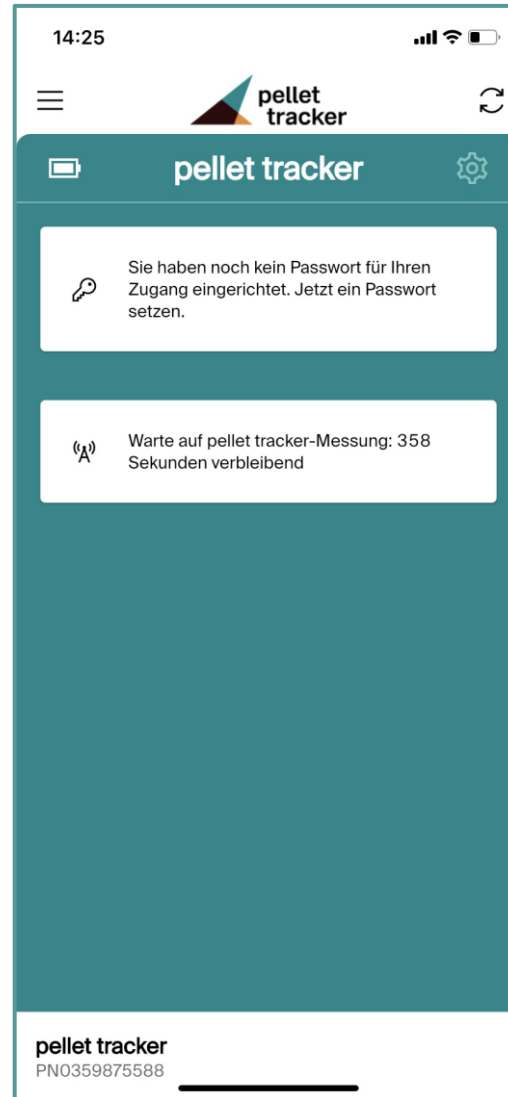 14:25
pellet
tracker
pellet tracker
Sie haben noch kein Passwort für Ihren
Zugang eingerichtet. Jetzt ein Passwort
setzen.
Warte auf pellet tracker-Messung: 358
Sekunden verbleibend
pellet tracker
PN0359875588